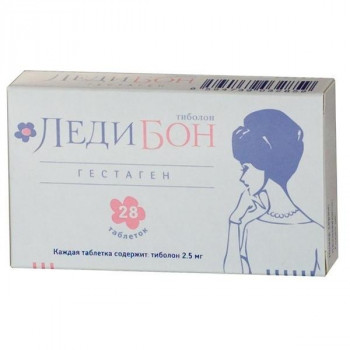 тиболон
ЛедиБОН
ГЕСТАГЕН
28
таблеток
Каждая таблетка содержит: тиболон 2.5 мг